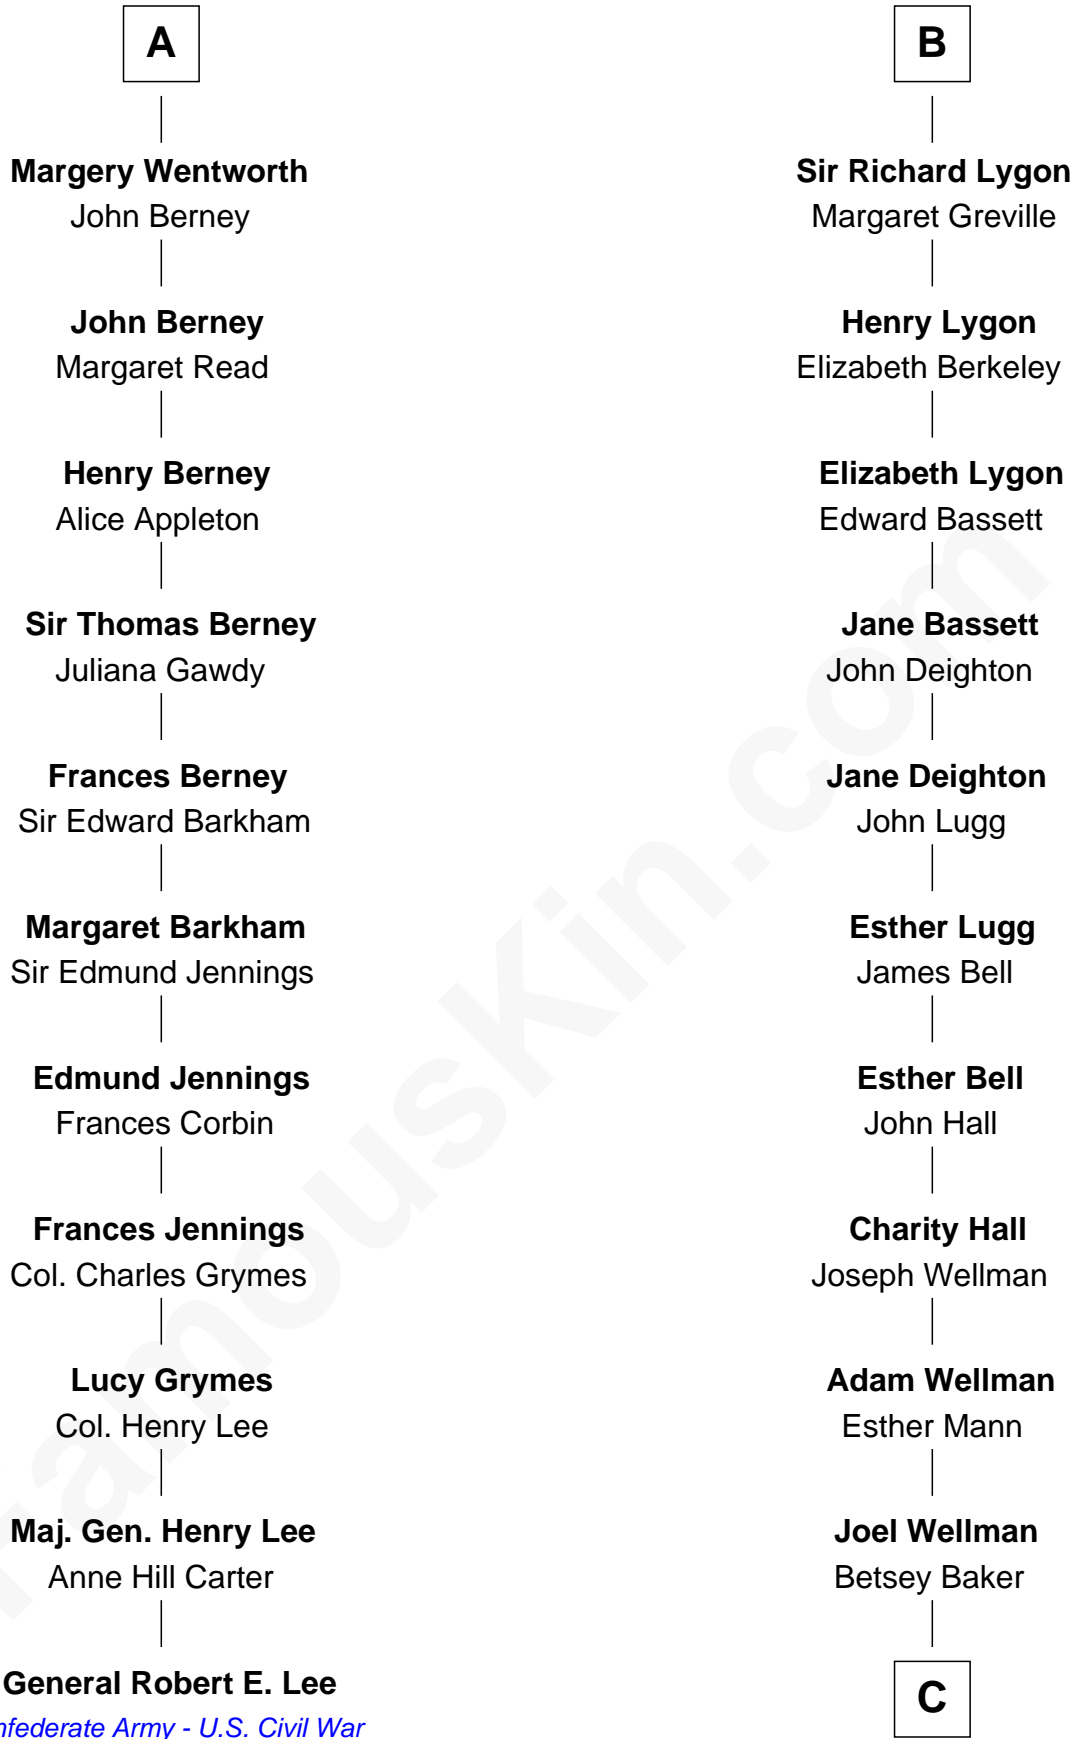 A
Margery Wentworth
John Berney
John Berney
Margaret Read
Henry Berney
Alice Appleton
Sir Thomas Berney
Juliana Gawdy
Frances Berney
Sir Edward Barkham
Margaret Barkham
Sir Edmund Jennings
Edmund Jennings
Frances Corbin
Frances Jennings
Col. Charles Grymes
Lucy Grymes
Col. Henry Lee
Maj. Gen. Henry Lee
Anne Hill Carter
General Robert E. Lee
nfederate Army - U.S. Civil War
B
Sir Richard Lygon
Margaret Greville
Henry Lygon
Elizabeth Berkeley
Elizabeth Lygon
Edward Bassett
Jane Bassett
John Deighton
Jane Deighton
John Lugg
Esther Lugg
James Bell
Esther Bell
John Hall
Charity Hall
Joseph Wellman
Adam Wellman
Esther Mann
Joel Wellman
Betsey Baker
C
FamousKin.com